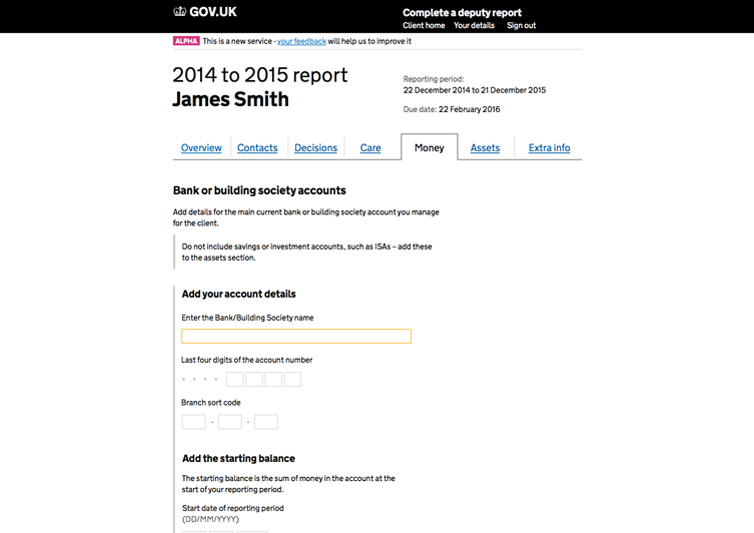 GOV.UK
Complete a deputy report
Client home Your details Sign out
ALPHA This is a new service - your feedback will help us to improve it
2014 to 2015 report
James Smith
Reporting period:
22 December 2014 to 21 December 2015
Due date: 22 February 2016
Overview Contacts Decisions Care Money Assets Extra info
Bank or building society accounts
Add details for the main current bank or building society account you manage
for the client.
Do not include savings or investment accounts, such as ISAs – add these
to the assets section.
Add your account details
Enter the Bank/Building Society name
Last four digits of the account number
Branch sort code
Add the starting balance
The starting balance is the sum of money in the account at the
start of your reporting period.
Start date of reporting period
(DD/MM/YYYY)